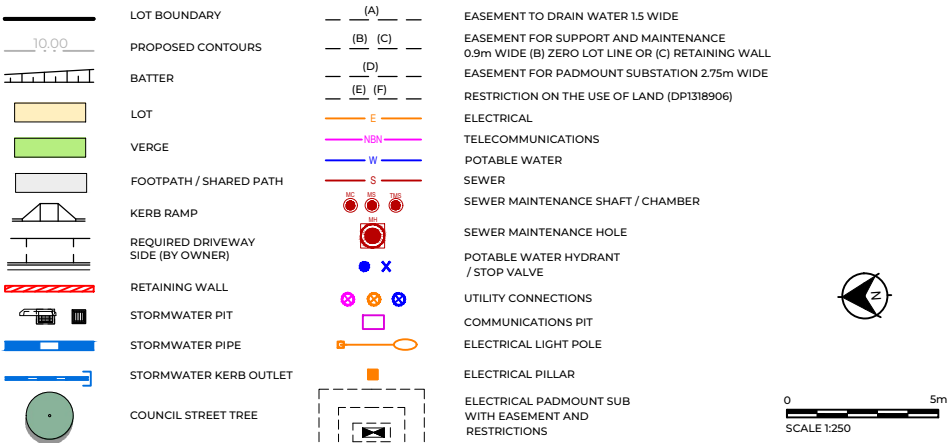 LOT BOUNDARY
10.00
PROPOSED CONTOURS
BATTER
LOT
VERGE
FOOTPATH / SHARED PATH
KERB RAMP
REQUIRED DRIVEWAY
SIDE (BY OWNER)
RETAINING WALL
STORMWATER PIT
STORMWATER PIPE
STORMWATER KERB OUTLET
COUNCIL STREET TREE
(A)
EASEMENT TO DRAIN WATER 1.5 WIDE
(B) (C)
EASEMENT FOR SUPPORT AND MAINTENANCE
0.9m WIDE (B) ZERO LOT LINE OR (C) RETAINING WALL
(D)
EASEMENT FOR PADMOUNT SUBSTATION 2.75m WIDE
(E) (F)
RESTRICTION ON THE USE OF LAND (DP1318906)
E
ELECTRICAL
NBN
TELECOMMUNICATIONS
W
POTABLE WATER
S
SEWER
MC MS TMS
SEWER MAINTENANCE SHAFT / CHAMBER
MH
SEWER MAINTENANCE HOLE
POTABLE WATER HYDRANT
/ STOP VALVE
UTILITY CONNECTIONS
COMMUNICATIONS PIT
ELECTRICAL LIGHT POLE
ELECTRICAL PILLAR
ELECTRICAL PADMOUNT SUB
WITH EASEMENT AND
RESTRICTIONS
N
0 5m
SCALE 1:250